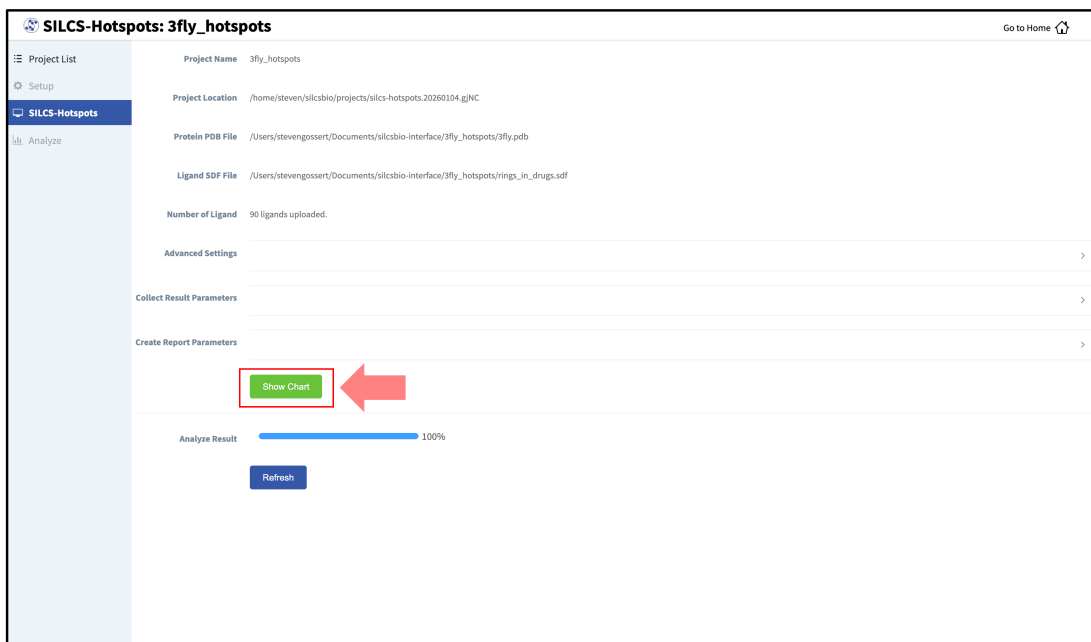 SILCS-Hotspots: 3fly_hotspots
Go to Home
Project List
Setup
SILCS-Hotspots
Analyze
Project Name 3fly_hotspots
Project Location /home/steven/silcsbio/projects/silcs-hotspots.20260104.gjNC
Protein PDB File /Users/stevengossert/Documents/silcsbio-interface/3fly_hotspots/3fly.pdb
Ligand SDF File /Users/stevengossert/Documents/silcsbio-interface/3fly_hotspots/rings_in_drugs.sdf
Number of Ligand 90 ligands uploaded.
Advanced Settings
Collect Result Parameters
Create Report Parameters
Show Chart
Analyze Result 100%
Refresh